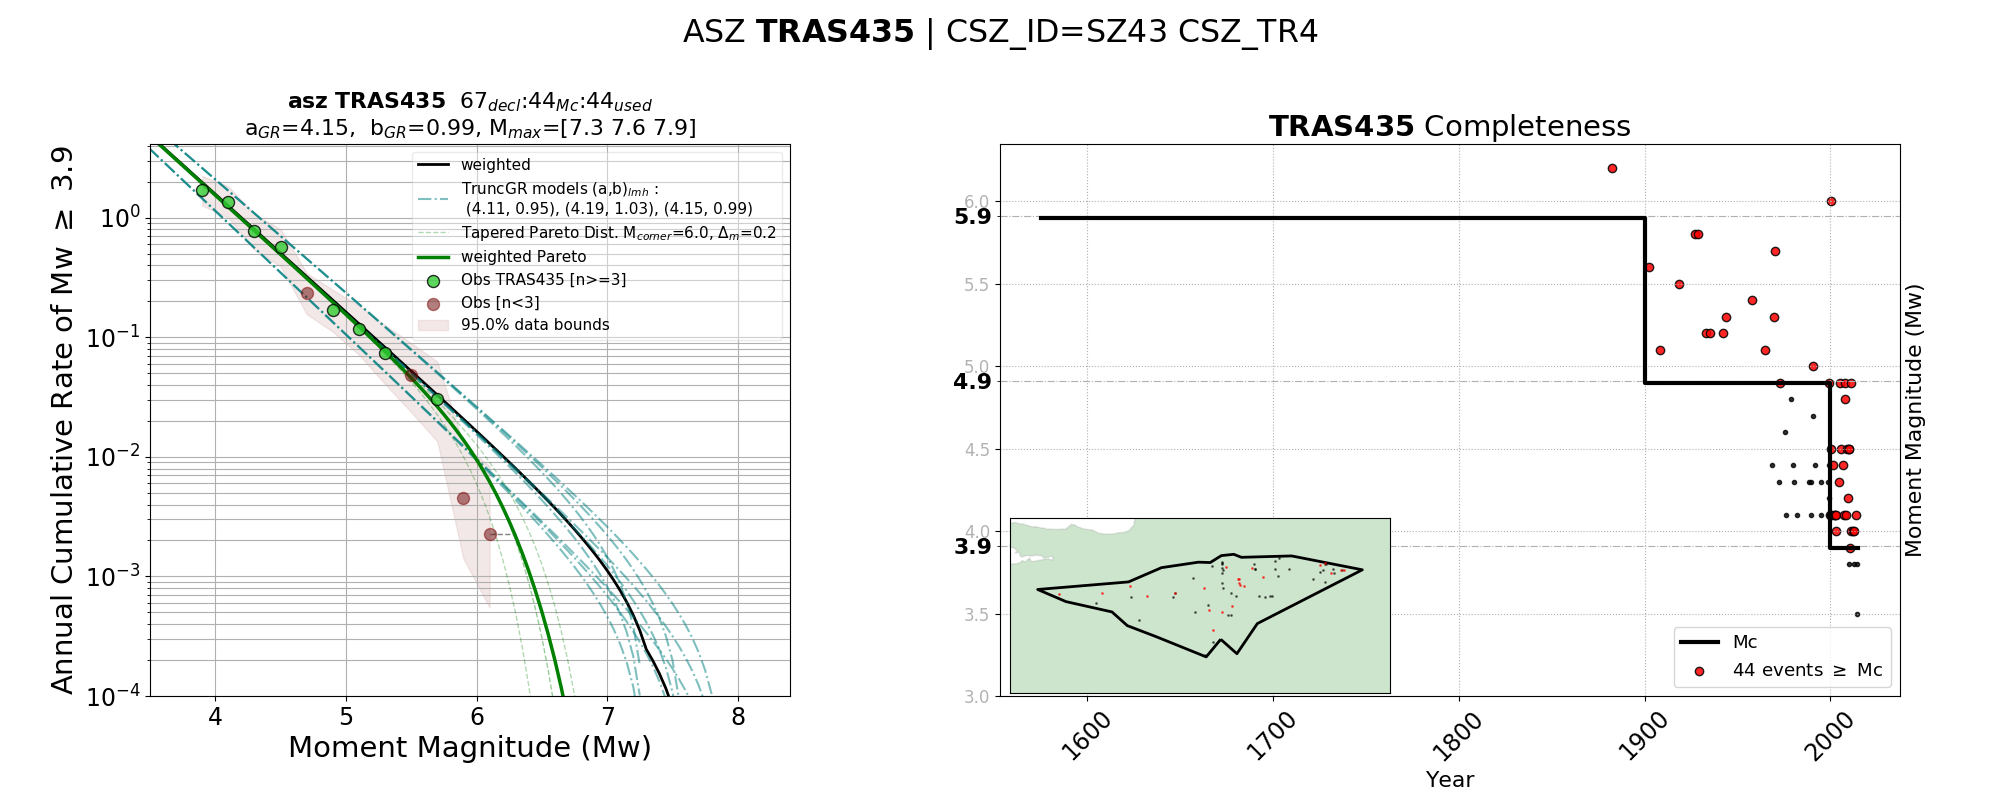 ASZ TRAS435 | CSZ_ID=SZ43 CSZ_TR4
asz TRAS435 67decl:44Mc:44used
aGR=4.15, bGR=0.99, Mmax=[7.3 7.6 7.9]
Annual Cumulative Rate of Mw ≥ 3.9
10^0
10^−1
10^−2
10^−3
10^−4
4 5 6 7 8
Moment Magnitude (Mw)
weighted
TruncGR models (a,b)lmh :
(4.11, 0.95), (4.19, 1.03), (4.15, 0.99)
Tapered Pareto Dist. Mcorner=6.0, Δm=0.2
weighted Pareto
Obs TRAS435 [n>=3]
Obs [n<3]
95.0% data bounds
TRAS435 Completeness
6.0
5.9
5.5
5.0
4.9
4.5
4.0
3.9
3.5
3.0
1600 1700 1800 1900 2000
Year
Moment Magnitude (Mw)
Mc
44 events ≥ Mc